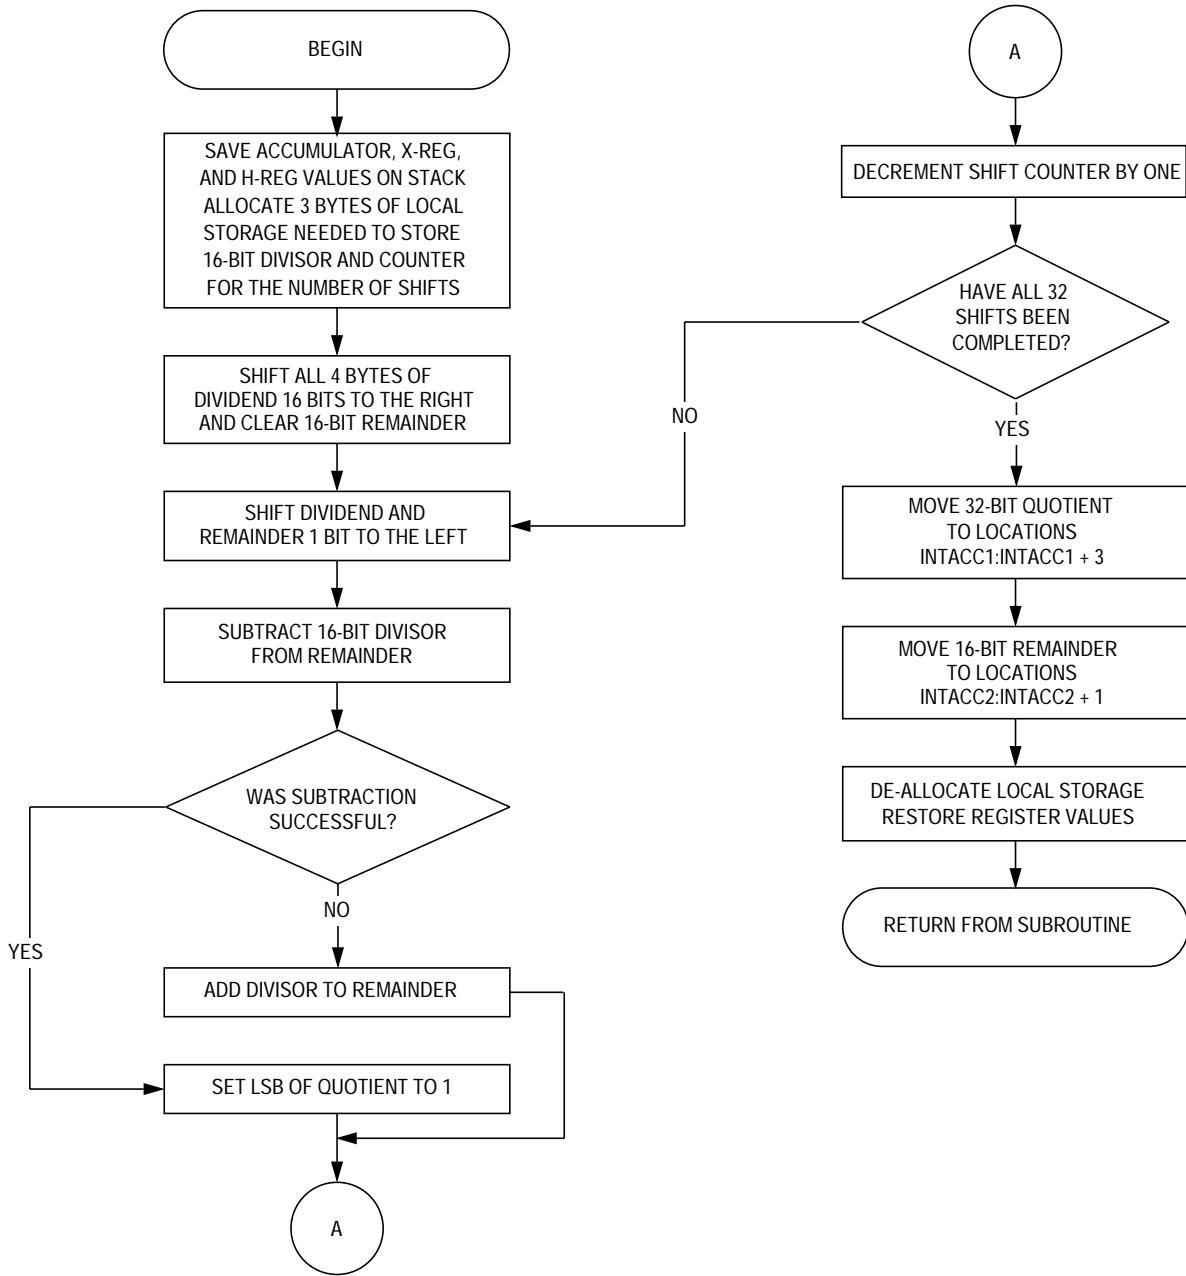 BEGIN
SAVE ACCUMULATOR, X-REG,
AND H-REG VALUES ON STACK
ALLOCATE 3 BYTES OF LOCAL
STORAGE NEEDED TO STORE
16-BIT DIVISOR AND COUNTER
FOR THE NUMBER OF SHIFTS
SHIFT ALL 4 BYTES OF
DIVIDEND 16 BITS TO THE RIGHT
AND CLEAR 16-BIT REMAINDER
SHIFT DIVIDEND AND
REMAINDER 1 BIT TO THE LEFT
SUBTRACT 16-BIT DIVISOR
FROM REMAINDER
WAS SUBTRACTION
SUCCESSFUL?
NO
YES
ADD DIVISOR TO REMAINDER
SET LSB OF QUOTIENT TO 1
A
A
DECREMENT SHIFT COUNTER BY ONE
HAVE ALL 32
SHIFTS BEEN
COMPLETED?
NO
YES
MOVE 32-BIT QUOTIENT
TO LOCATIONS
INTACC1:INTACC1 + 3
MOVE 16-BIT REMAINDER
TO LOCATIONS
INTACC2:INTACC2 + 1
DE-ALLOCATE LOCAL STORAGE
RESTORE REGISTER VALUES
RETURN FROM SUBROUTINE